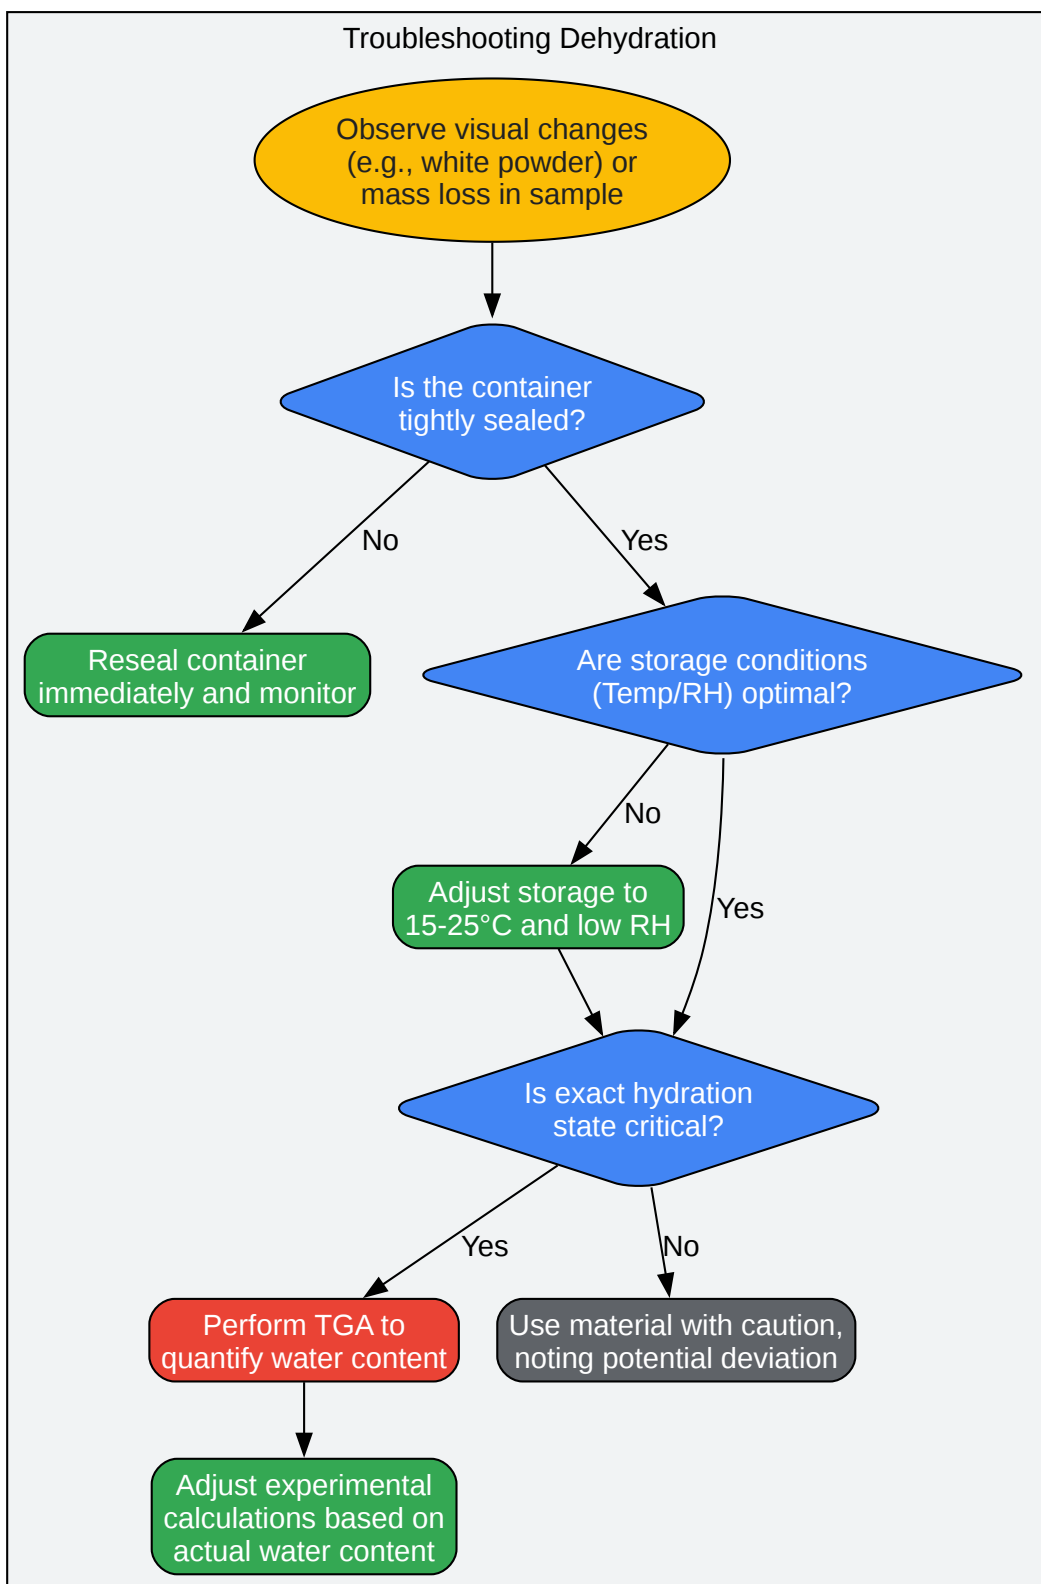 Troubleshooting Dehydration
Observe visual changes
(e.g., white powder) or
mass loss in sample
Is the container
tightly sealed?
No
Yes
Reseal container
immediately and monitor
Are storage conditions
(Temp/RH) optimal?
No
Yes
Adjust storage to
15-25°C and low RH
Is exact hydration
state critical?
Yes
No
Perform TGA to
quantify water content
Use material with caution,
noting potential deviation
Adjust experimental
calculations based on
actual water content